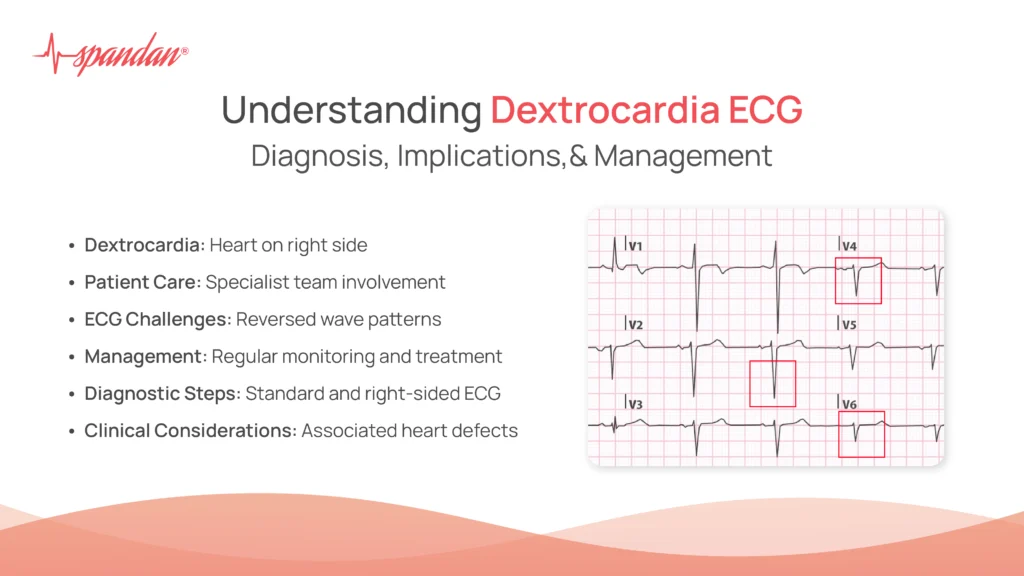 spandan®
Understanding Dextrocardia ECG
Diagnosis, Implications,& Management
• Dextrocardia: Heart on right side
• Patient Care: Specialist team involvement
• ECG Challenges: Reversed wave patterns
• Management: Regular monitoring and treatment
• Diagnostic Steps: Standard and right-sided ECG
• Clinical Considerations: Associated heart defects
V1
V4
V2
V5
V3
V6